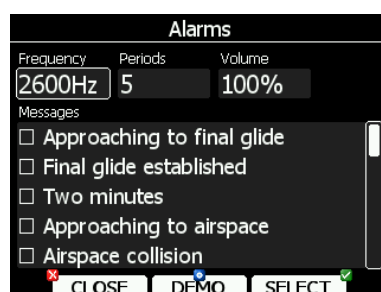 Alarms
Frequency Periods Volume
2600Hz 5 100%
Messages
Approaching to final glide
Final glide established
Two minutes
Approaching to airspace
Airspace collision
CLOSE DEMO SELECT